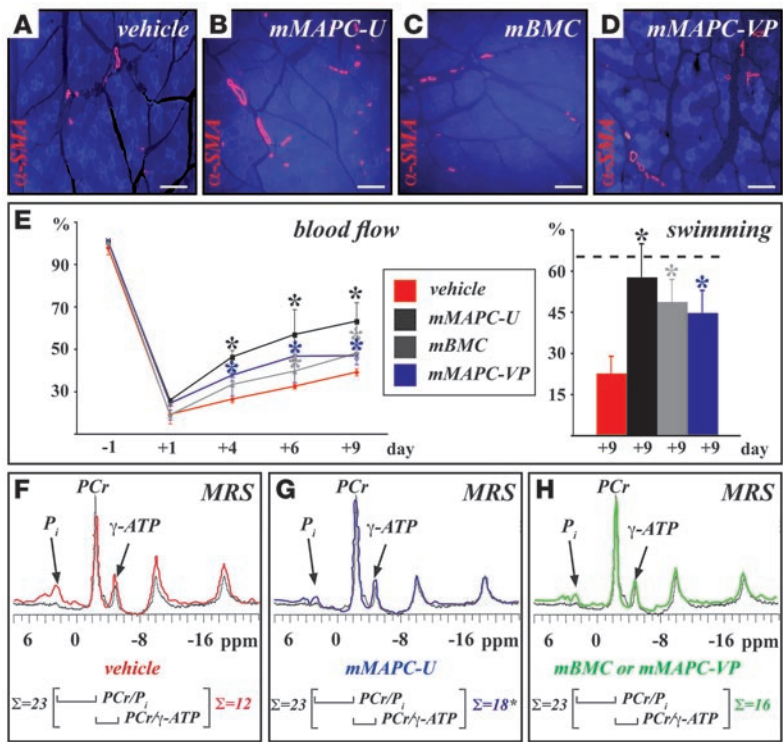 A vehicle
α-SMA
B mMAPC-U
α-SMA
C mBMC
α-SMA
D mMAPC-VP
α-SMA
E
%
blood flow
90
70
50
30
-1 +1 +4 +6 +9 day
* * *
* * *
* *
vehicle
mMAPC-U
mBMC
mMAPC-VP
%
swimming
60
45
30
15
* * *
+9 +9 +9 +9 day
F MRS
PCr
Pi
γ-ATP
6 0 -8 -16 ppm
vehicle
Σ=23 PCr/Pi Σ=12
PCr/γ-ATP
G MRS
PCr
Pi
γ-ATP
6 0 -8 -16 ppm
mMAPC-U
Σ=23 PCr/Pi Σ=18*
PCr/γ-ATP
H MRS
PCr
Pi
γ-ATP
6 0 -8 -16 ppm
mBMC or mMAPC-VP
Σ=23 PCr/Pi Σ=16
PCr/γ-ATP